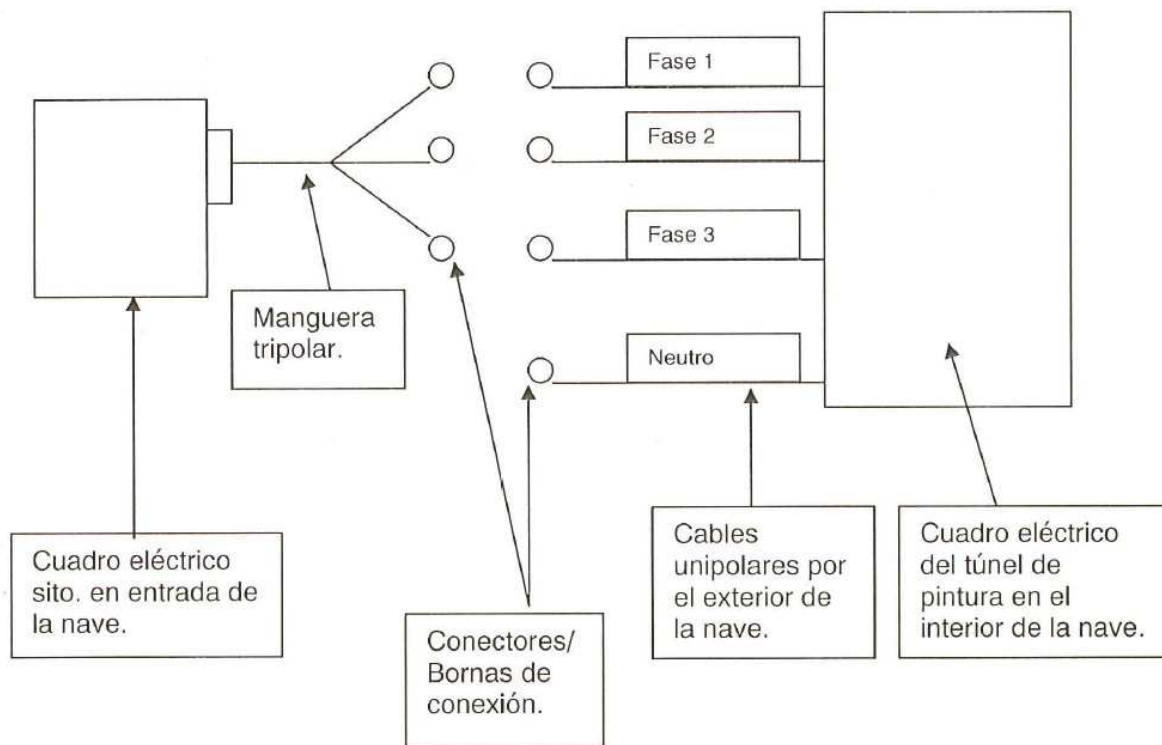 Fase 1
Fase 2
Fase 3
Neutro
Manguera
tripolar.
Cuadro eléctrico
sito. en entrada de
la nave.
Conectores/
Bornas de
conexión.
Cables
unipolares por
el exterior de
la nave.
Cuadro eléctrico
del túnel de
pintura en el
interior de la nave.